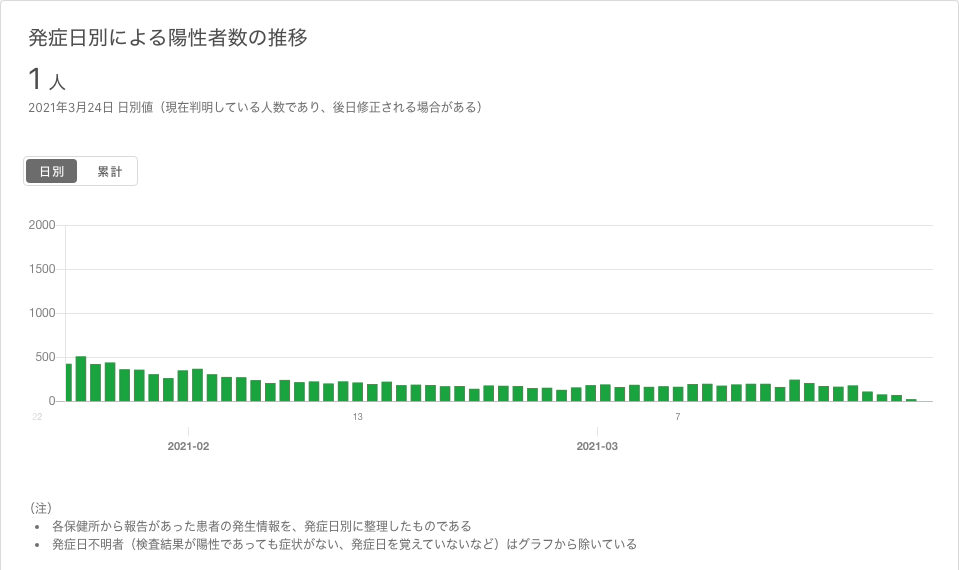 発症日別による陽性者数の推移
1 人
2021年3月24日 日別値（現在判明している人数であり、後日修正される場合がある）
日別 累計
2000
1500
1000
500
0
22 13 7
2021-02 2021-03
（注）
• 各保健所から報告があった患者の発生情報を、発症日別に整理したものである
• 発症日不明者（検査結果が陽性であっても症状がない、発症日を覚えていないなど）はグラフから除いている